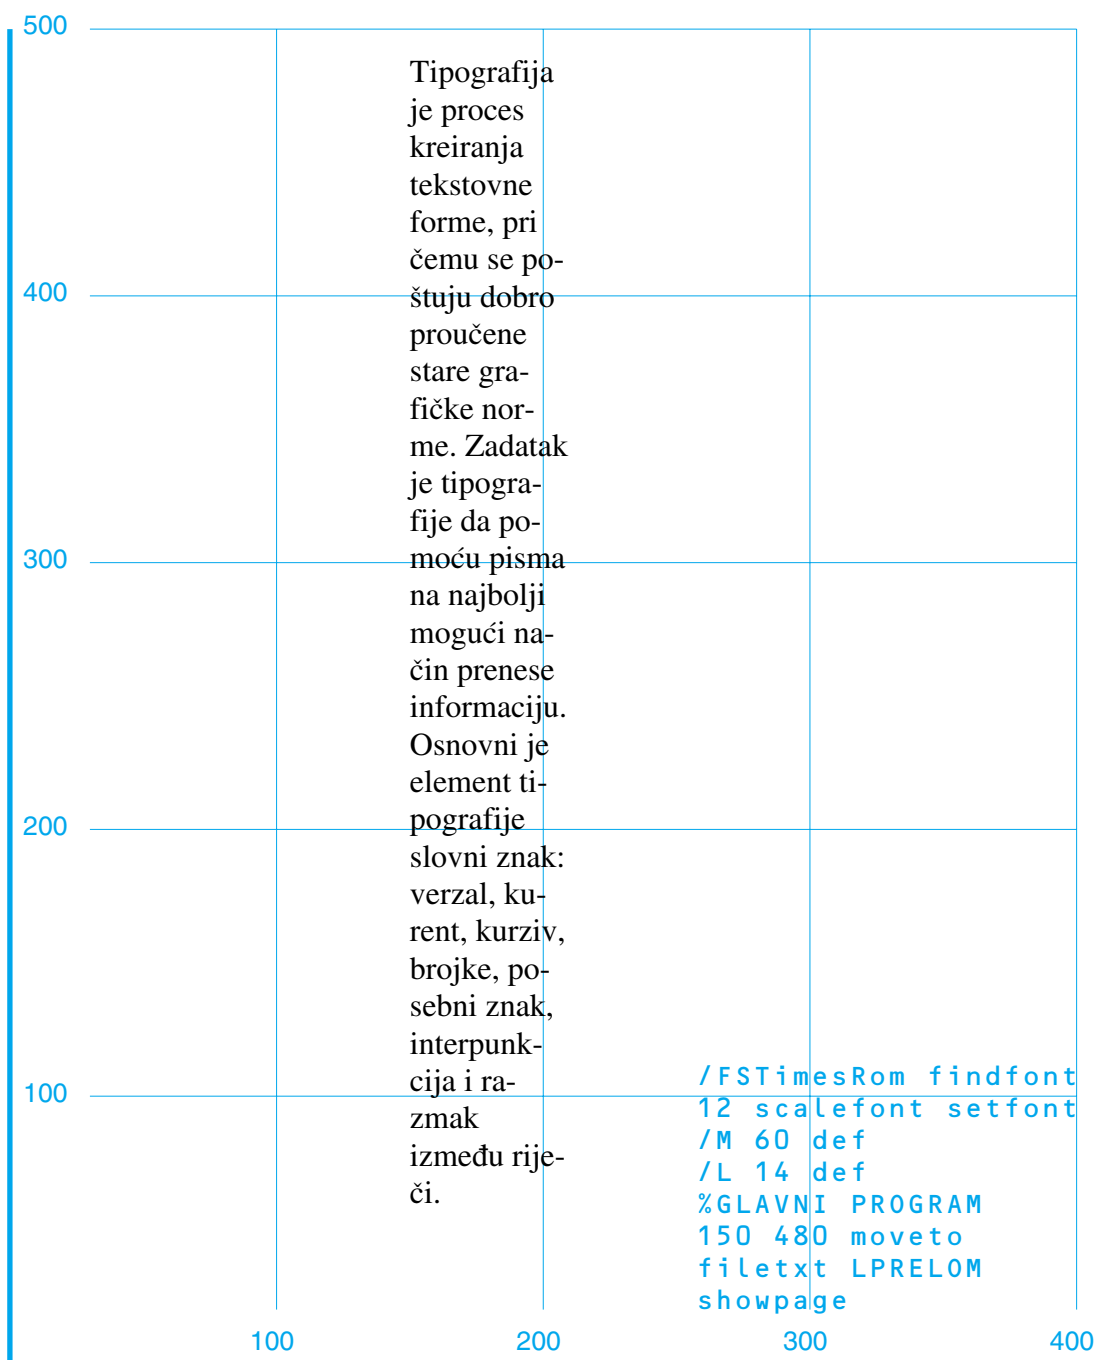 500
Tipografija
je proces
kreiranja
tekstovne
forme, pri
čemu se po-
400
štuju dobro
proučene
stare gra-
fičke nor-
me. Zadatak
je tipogra-
fije da po-
300
moću pisma
na najbolji
mogući na-
čin prenese
informaciju.
Osnovni je
element ti-
200
pografije
slovni znak:
verzal, ku-
rent, kurziv,
brojke, po-
sebni znak,
interpunk-
cija i ra-
100
zmak
između rije-
či.
/FSTimesRom findfont
12 scalefont setfont
/M 60 def
/L 14 def
%GLAVNI PROGRAM
150 480 moveto
filetxt LPRELOM
showpage
100 200 300 400